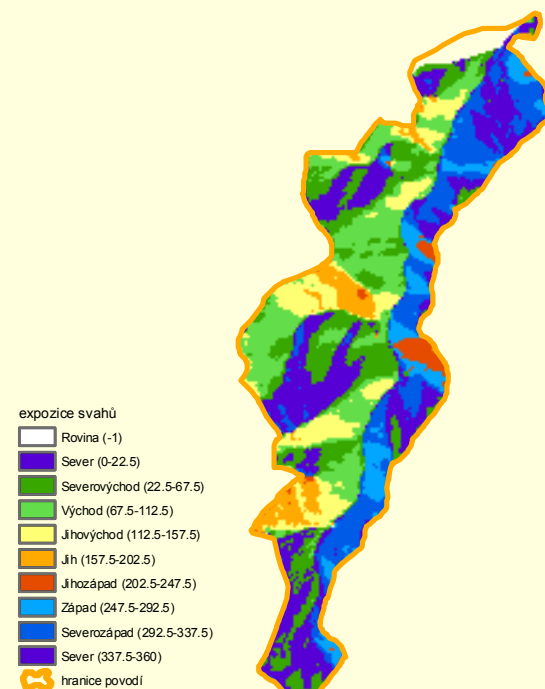 expozice svahů
Rovina (-1)
Sever (0-22.5)
Severovýchod (22.5-67.5)
Východ (67.5-112.5)
Jihovýchod (112.5-157.5)
Jih (157.5-202.5)
Jihozápad (202.5-247.5)
Západ (247.5-292.5)
Severozápad (292.5-337.5)
Sever (337.5-360)
hranice povodí